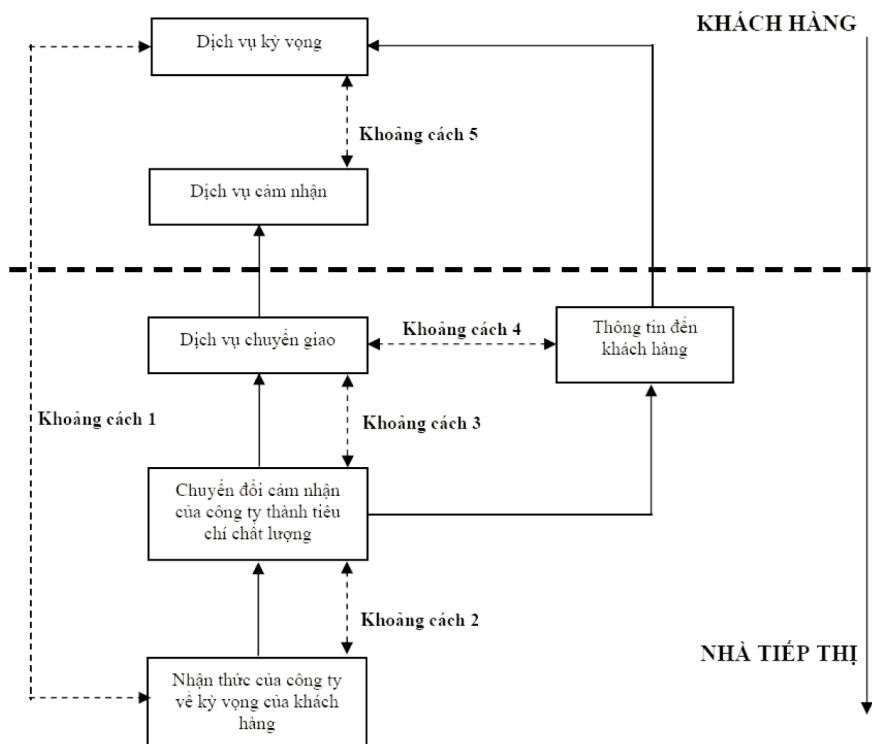 KHÁCH HÀNG
Dịch vụ kỳ vọng
Khoảng cách 5
Dịch vụ cảm nhận
Dịch vụ chuyển giao
Khoảng cách 4
Thông tin đến
khách hàng
Khoảng cách 1
Khoảng cách 3
Chuyển đổi cảm nhận
của công ty thành tiêu
chí chất lượng
Khoảng cách 2
NHÀ TIẾP THỊ
Nhận thức của công ty
về kỳ vọng của khách
hàng